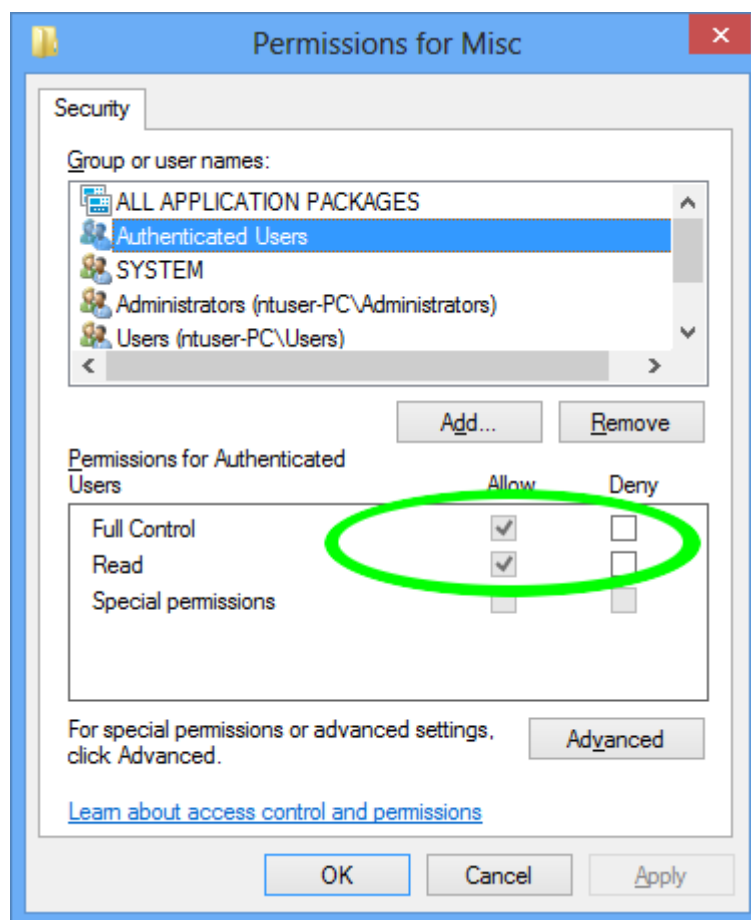 Permissions for Misc
Security
Group or user names:
ALL APPLICATION PACKAGES
Authenticated Users
SYSTEM
Administrators (ntuser-PC\Administrators)
Users (ntuser-PC\Users)
Add...
Remove
Permissions for Authenticated
Users
Allow
Deny
Full Control
Read
Special permissions
For special permissions or advanced settings,
click Advanced.
Advanced
Learn about access control and permissions
OK
Cancel
Apply